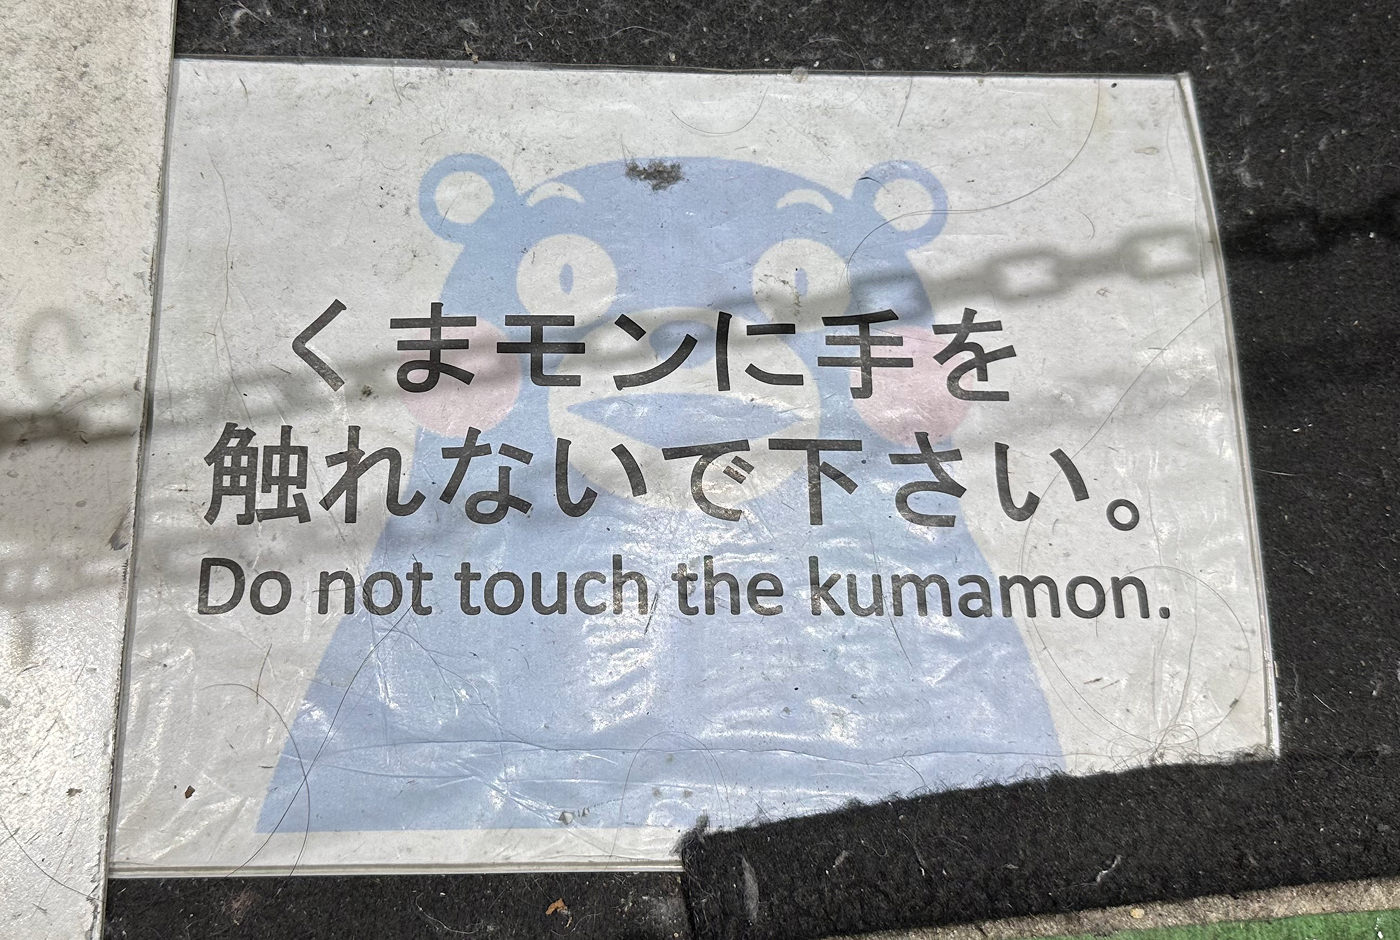 くまモンに手を
触れないで下さい。
Do not touch the kumamon.